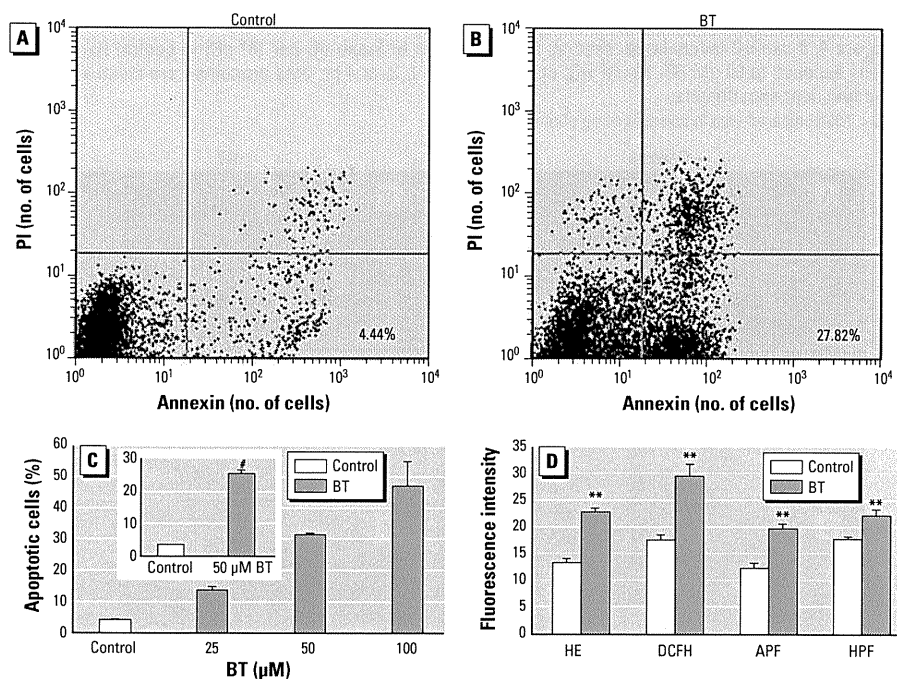 A
Control
10⁴
10³
10²
10¹
10⁰
PI (no. of cells)
4.44%
10⁰ 10¹ 10² 10³ 10⁴
Annexin (no. of cells)
B
BT
10⁴
10³
10²
10¹
10⁰
PI (no. of cells)
27.82%
10⁰ 10¹ 10² 10³ 10⁴
Annexin (no. of cells)
C
60
50
40
30
20
10
0
Apoptotic cells (%)
30
20
10
0
#
Control 50 µM BT
Control
BT
Control 25 50 100
BT (µM)
D
35
30
25
20
15
10
5
0
Fluorescence intensity
Control
BT
** ** ** **
HE DCFH APF HPF